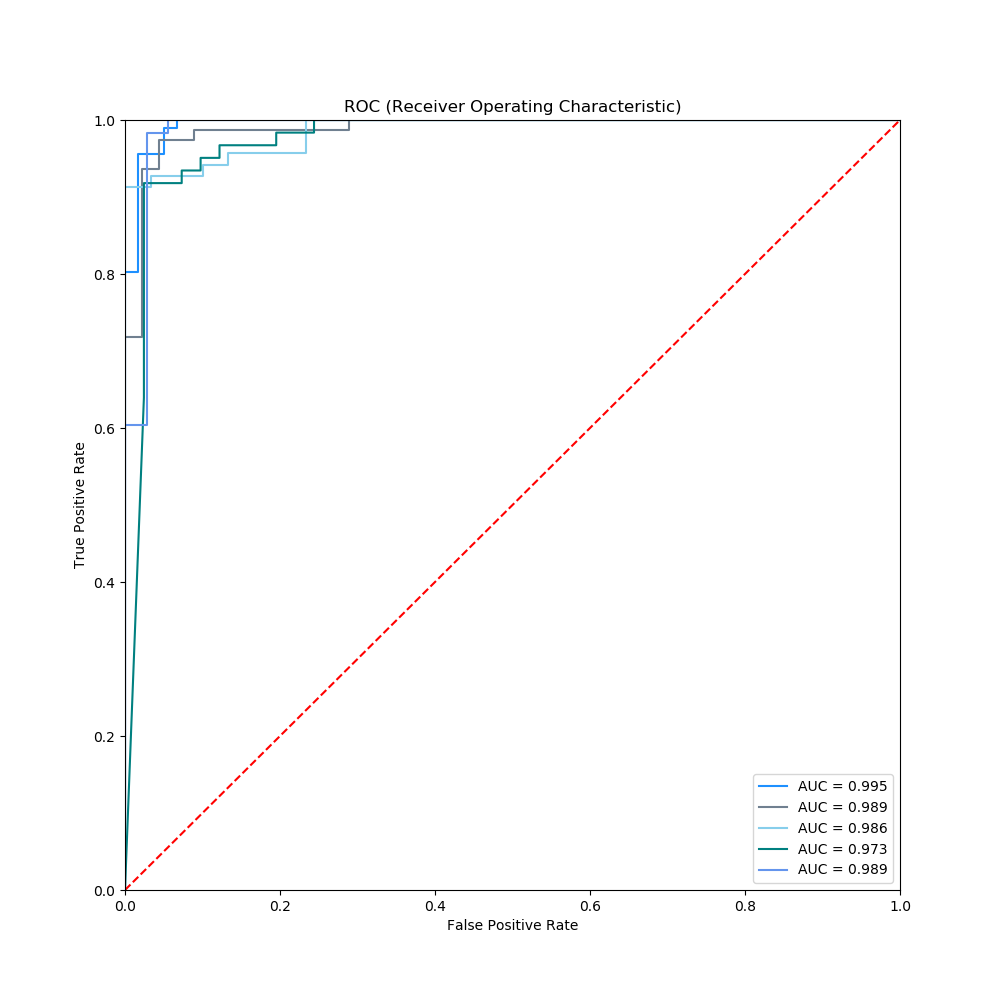 ROC (Receiver Operating Characteristic)
1.0
0.8
0.6
0.4
0.2
0.0
True Positive Rate
AUC = 0.995
AUC = 0.989
AUC = 0.986
AUC = 0.973
AUC = 0.989
0.0 0.2 0.4 0.6 0.8 1.0
False Positive Rate